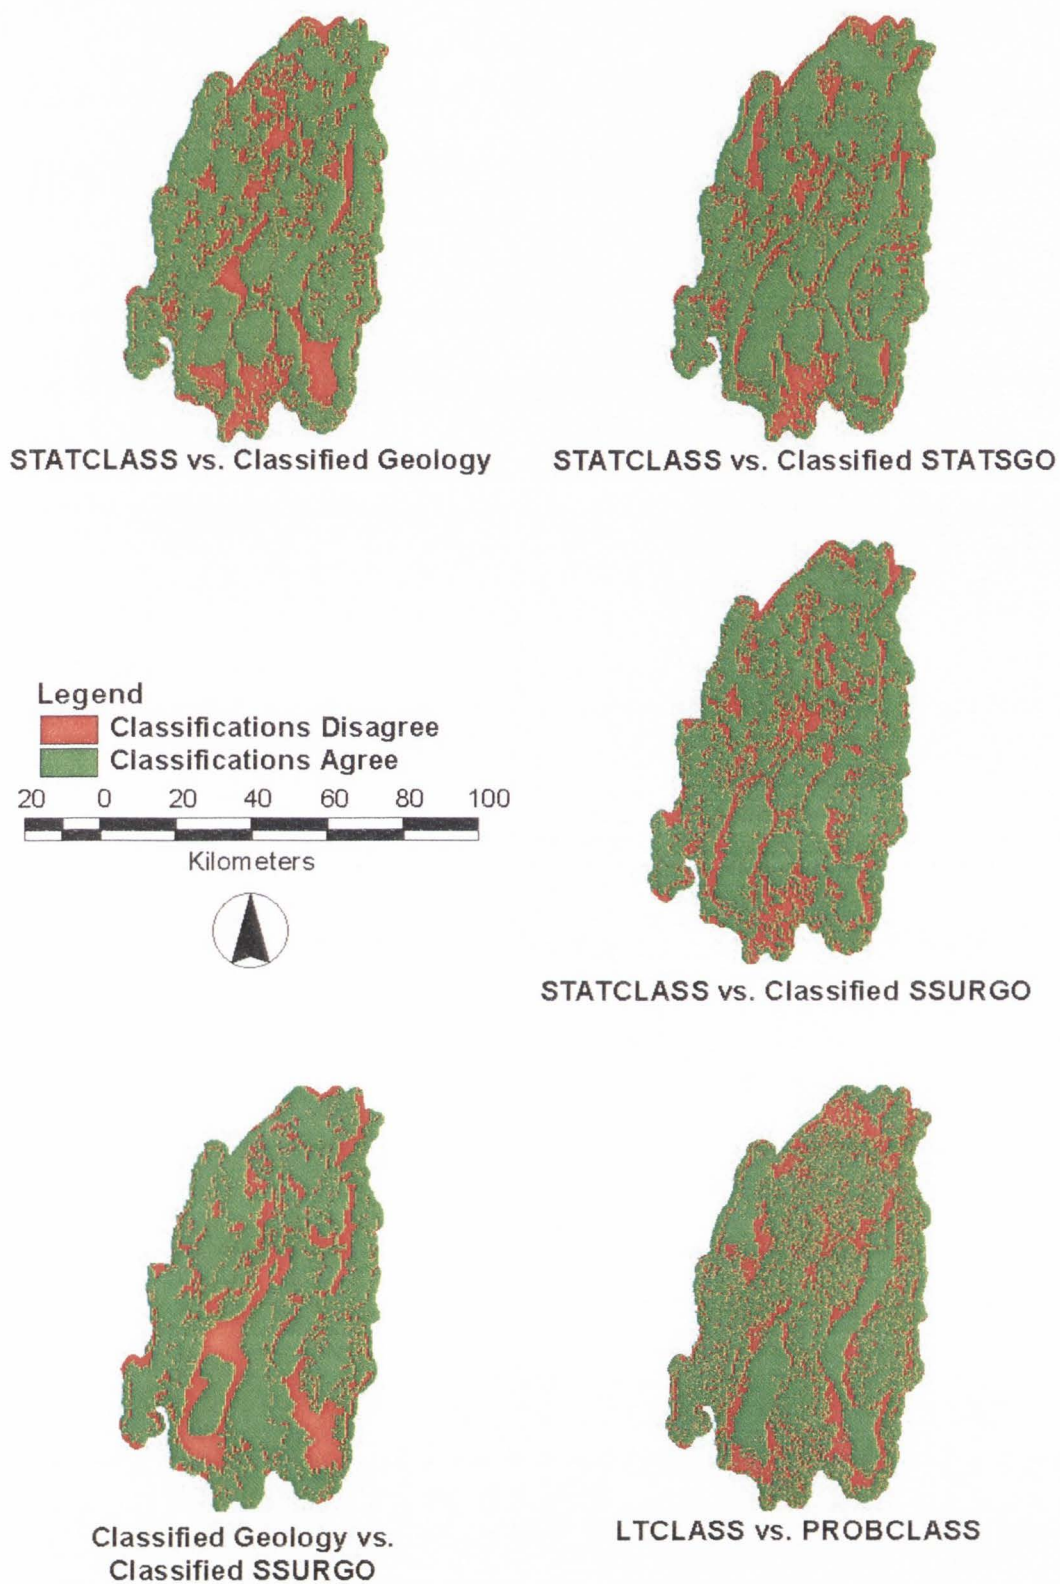 STATCLASS vs. Classified Geology
STATCLASS vs. Classified STATSGO
Legend
Classifications Disagree
Classifications Agree
20 0 20 40 60 80 100
Kilometers
STATCLASS vs. Classified SSURGO
Classified Geology vs.
Classified SSURGO
LTCLASS vs. PROBCLASS